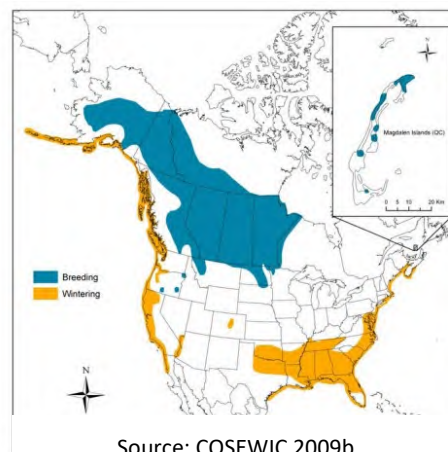 N
Magdalen Islands (QC)
0 5 10 20 Km
B
Breeding
Wintering
N
Source: COSEWIC 2009b